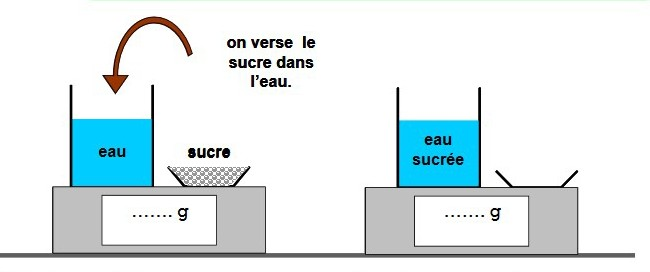 on verse le
sucre dans
l'eau.
eau
sucre
eau
sucrée
....... g
....... g